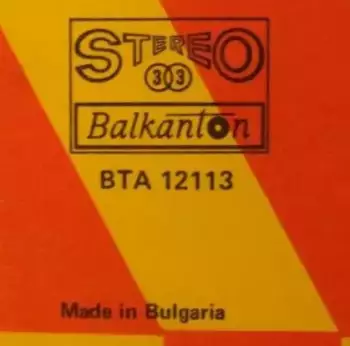 STEREO
33
Balkanton
BTA 12113
Made in Bulgaria